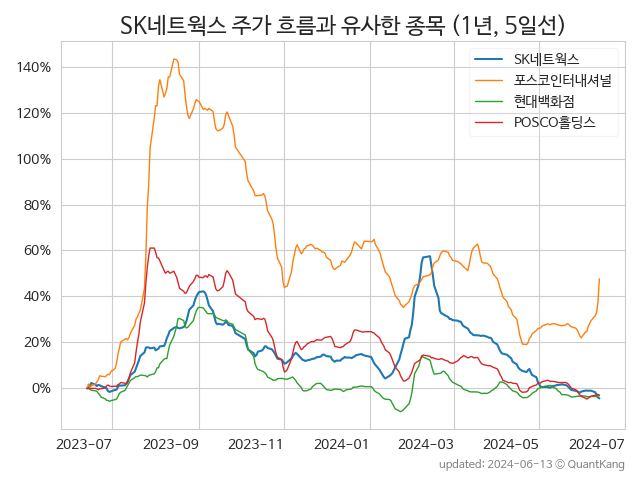 SK네트웍스 주가 흐름과 유사한 종목 (1년, 5일선)
SK네트웍스
포스코인터내셔널
현대백화점
POSCO홀딩스
140%
120%
100%
80%
60%
40%
20%
0%
2023-07 2023-09 2023-11 2024-01 2024-03 2024-05 2024-07
updated: 2024-06-13 © QuantKang